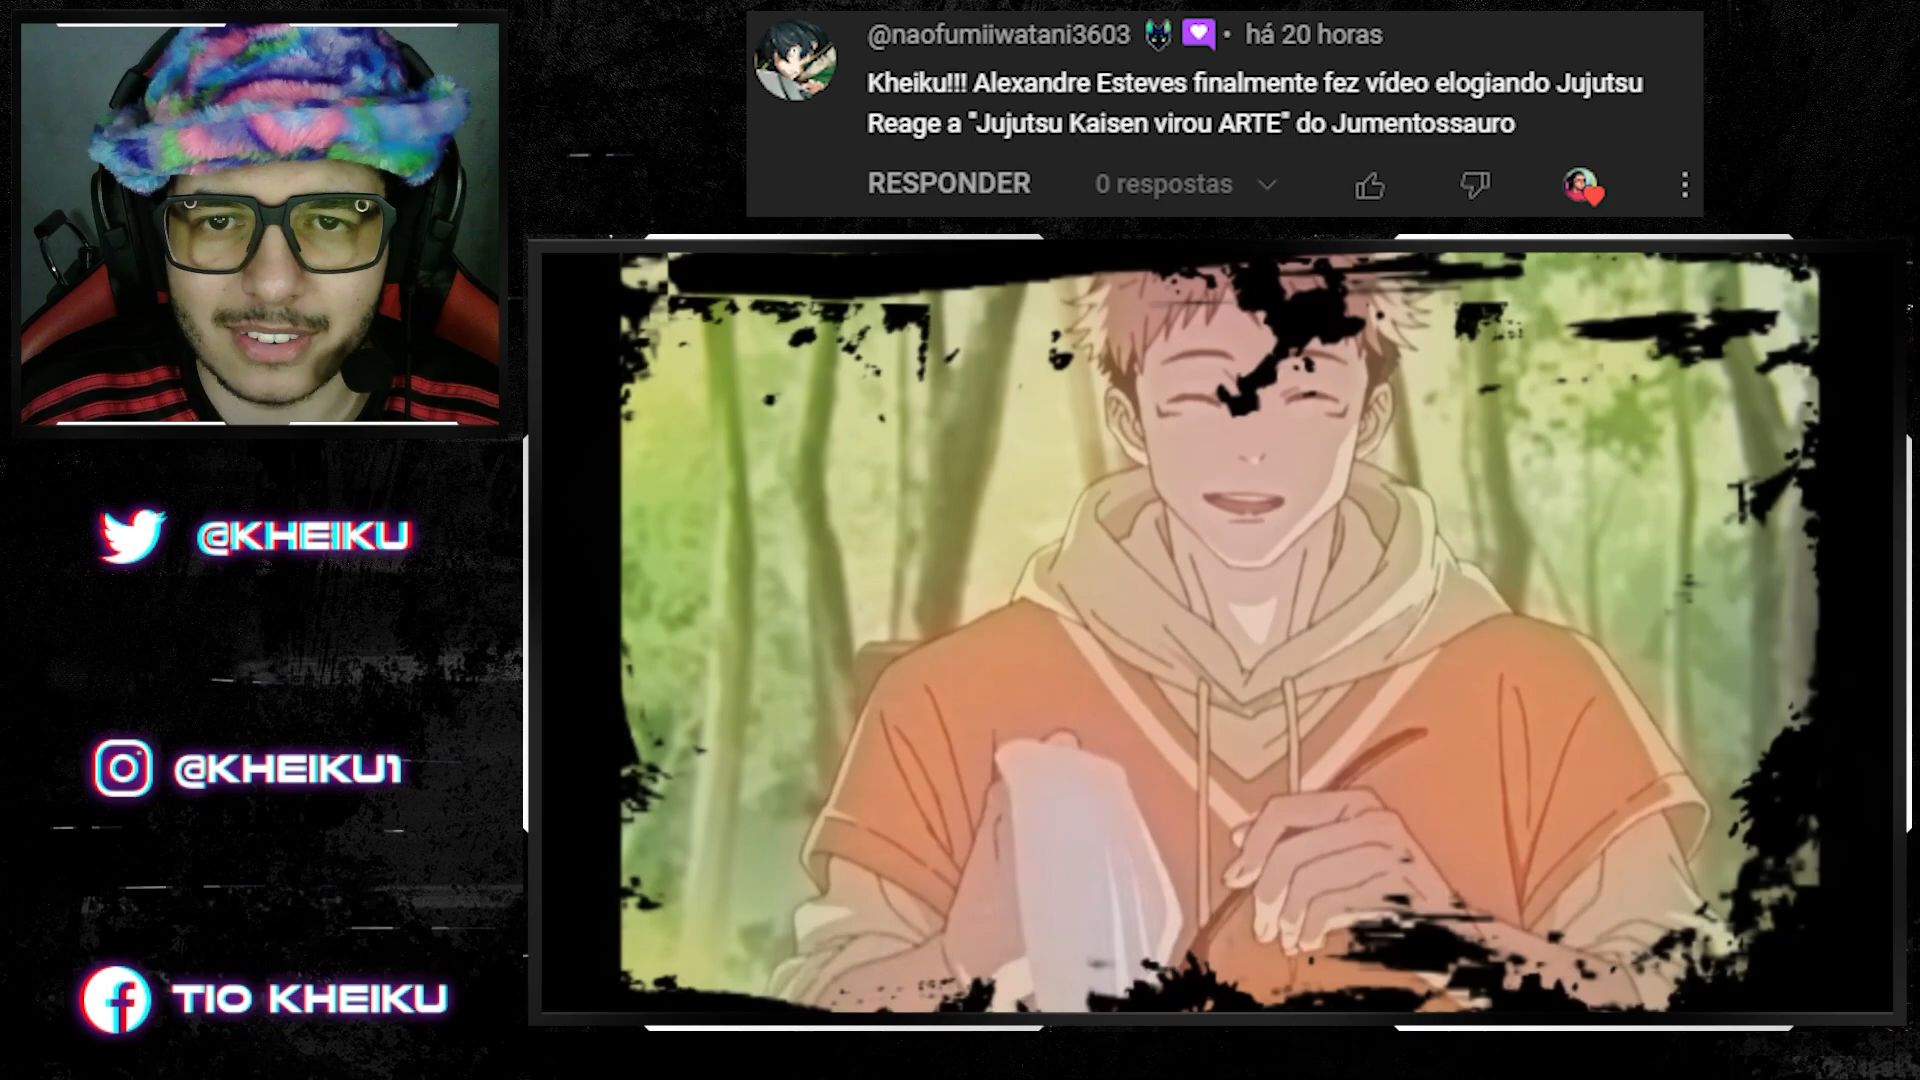 @naofumiiwatani3603 • há 20 horas
Kheiku!!! Alexandre Esteves finalmente fez vídeo elogiando Jujutsu
Reage a "Jujutsu Kaisen virou ARTE" do Jumentossauro
RESPONDER 0 respostas
@KHEIKU
@KHEIKU1
TIO KHEIKU